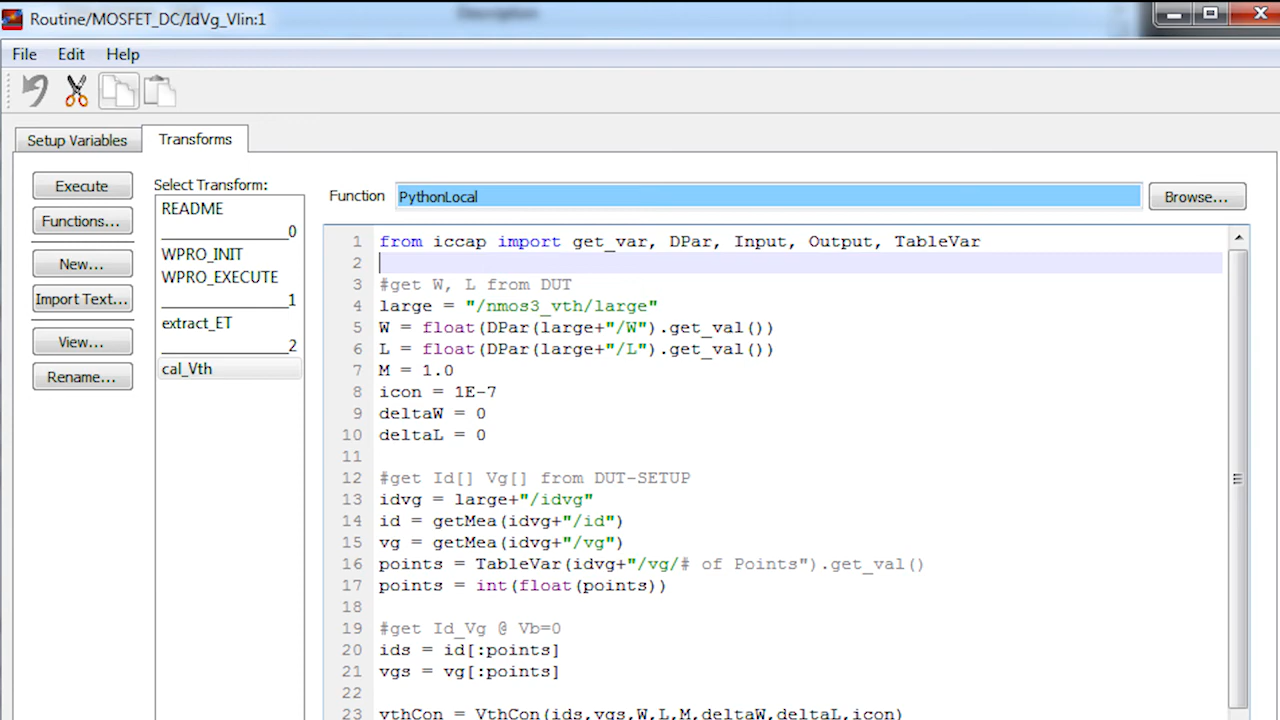 Description
Routine/MOSFET_DC/IdVg_Vlin:1
File Edit Help
Setup Variables Transforms
Execute
Functions...
New...
Import Text...
View...
Rename...
Select Transform:
README
0
WPRO_INIT
WPRO_EXECUTE
1
extract_ET
2
cal_Vth
Function PythonLocal Browse...
1 from iccap import get_var, DPar, Input, Output, TableVar
2
3 #get W, L from DUT
4 large = "/nmos3_vth/large"
5 W = float(DPar(large+"/W").get_val())
6 L = float(DPar(large+"/L").get_val())
7 M = 1.0
8 icon = 1E-7
9 deltaW = 0
10 deltaL = 0
11
12 #get Id[] Vg[] from DUT-SETUP
13 idvg = large+"/idvg"
14 id = getMea(idvg+"/id")
15 vg = getMea(idvg+"/vg")
16 points = TableVar(idvg+"/vg/# of Points").get_val()
17 points = int(float(points))
18
19 #get Id_Vg @ Vb=0
20 ids = id[:points]
21 vgs = vg[:points]
22
23 vthCon = VthCon(ids,vgs,W,L,M,deltaW,deltaL,icon)